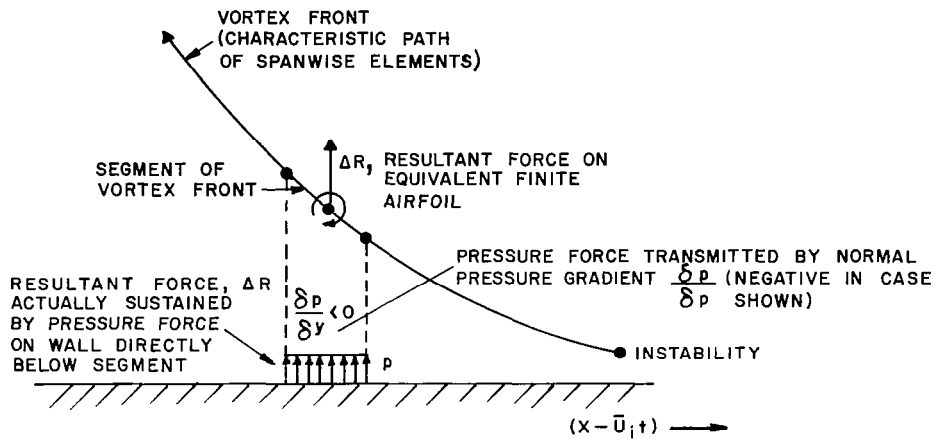 VORTEX FRONT
(CHARACTERISTIC PATH
OF SPANWISE ELEMENTS)
SEGMENT OF
VORTEX FRONT
ΔR, RESULTANT FORCE ON
EQUIVALENT FINITE
AIRFOIL
PRESSURE FORCE TRANSMITTED BY NORMAL
PRESSURE GRADIENT δp/δp (NEGATIVE IN CASE
SHOWN)
RESULTANT FORCE, ΔR
ACTUALLY SUSTAINED
BY PRESSURE FORCE
ON WALL DIRECTLY
BELOW SEGMENT
δp/δy <0
p
INSTABILITY
(X-U̅ᵢt)